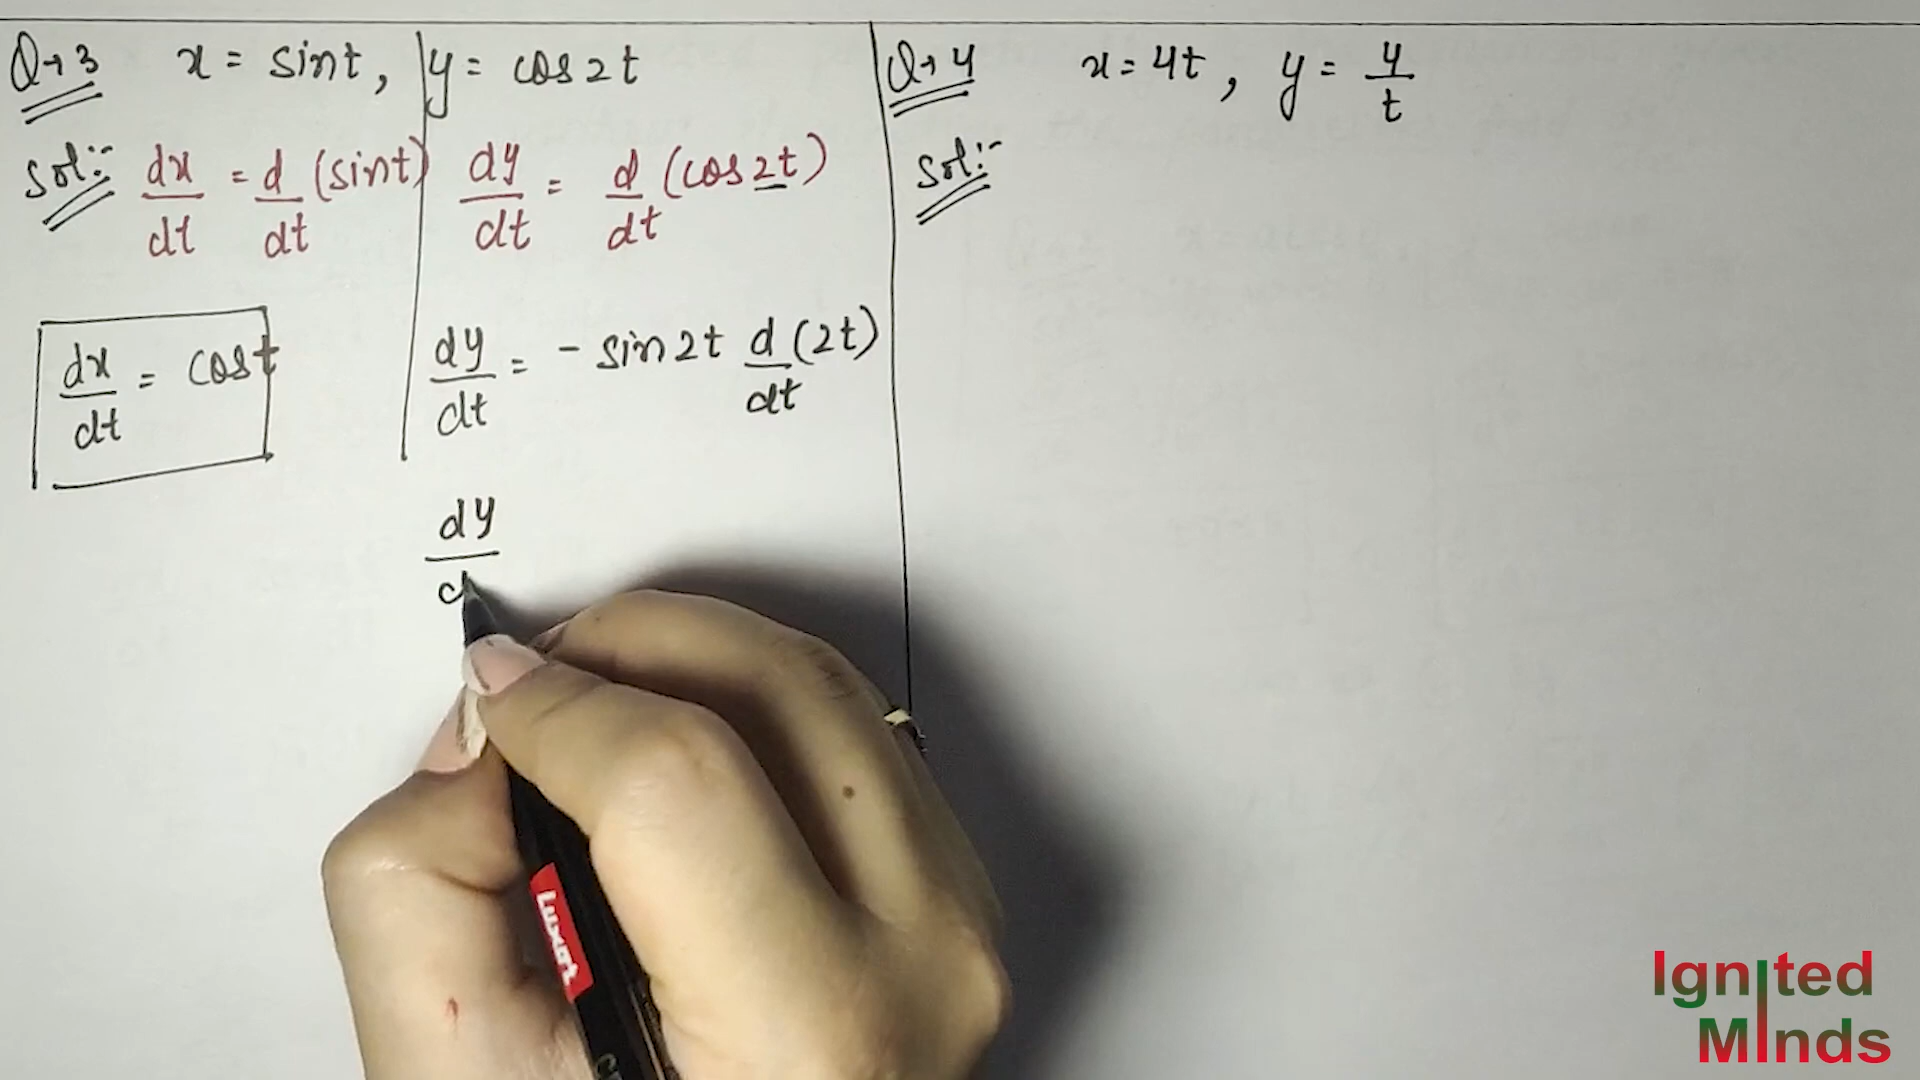 Q→3 x = sint, y = cos2t
Sol:- dx/dt = d/dt (sint) dy/dt = d/dt (cos2t)
dx/dt = cost dy/dt = - sin2t d/dt (2t)
dy/d
Q→4 x = 4t, y = 4/t
Sol:-
Luxor
Ignited
Minds